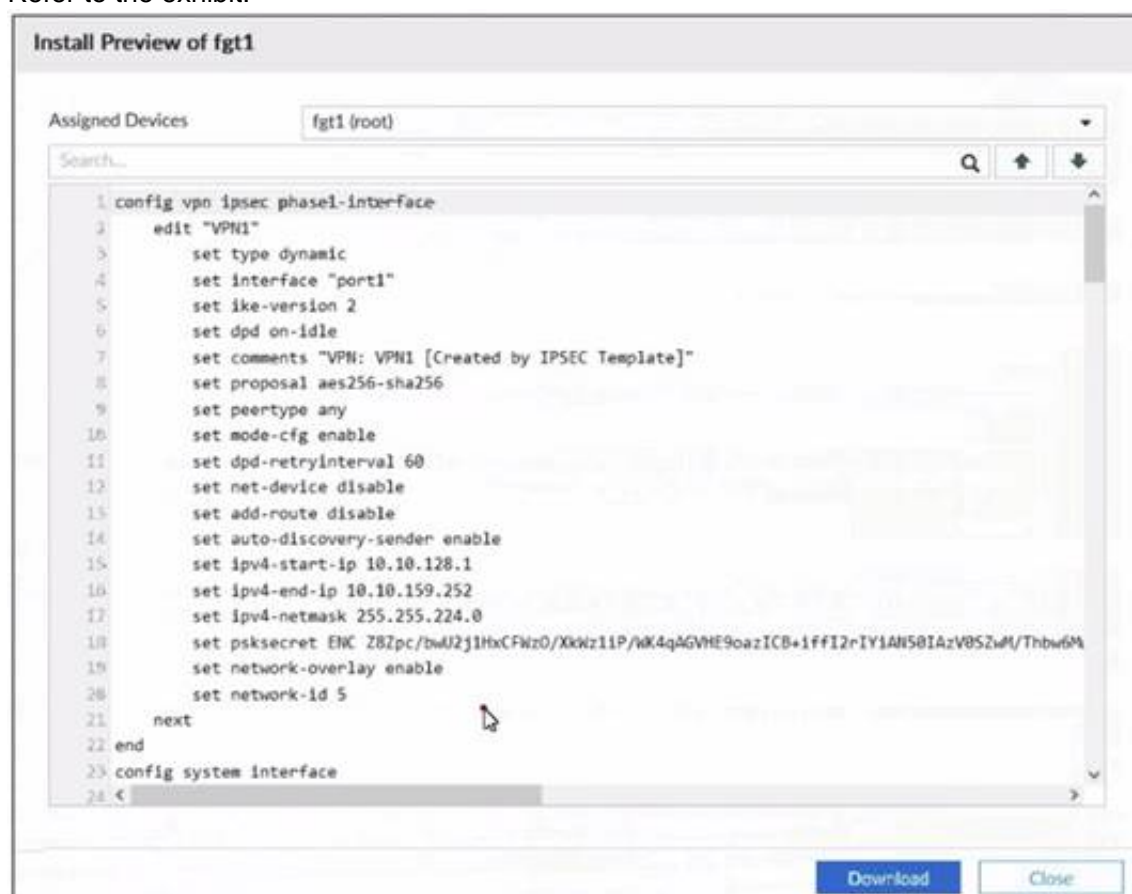 Refer to the exhibit.
Install Preview of fgt1
Assigned Devices fgt1 (root)
Search...
1 config vpn ipsec phase1-interface
2 edit "VPN1"
3 set type dynamic
4 set interface "port1"
5 set ike-version 2
6 set dpd on-idle
7 set comments "VPN: VPN1 [Created by IPSEC Template]"
8 set proposal aes256-sha256
9 set peertype any
10 set mode-cfg enable
11 set dpd-retryinterval 60
12 set net-device disable
13 set add-route disable
14 set auto-discovery-sender enable
15 set ipv4-start-ip 10.10.128.1
16 set ipv4-end-ip 10.10.159.252
17 set ipv4-netmask 255.255.224.0
18 set psksecret ENC
19 set network-overlay enable
20 set network-id 5
21 next
22 end
23 config system interface
24
Download Close